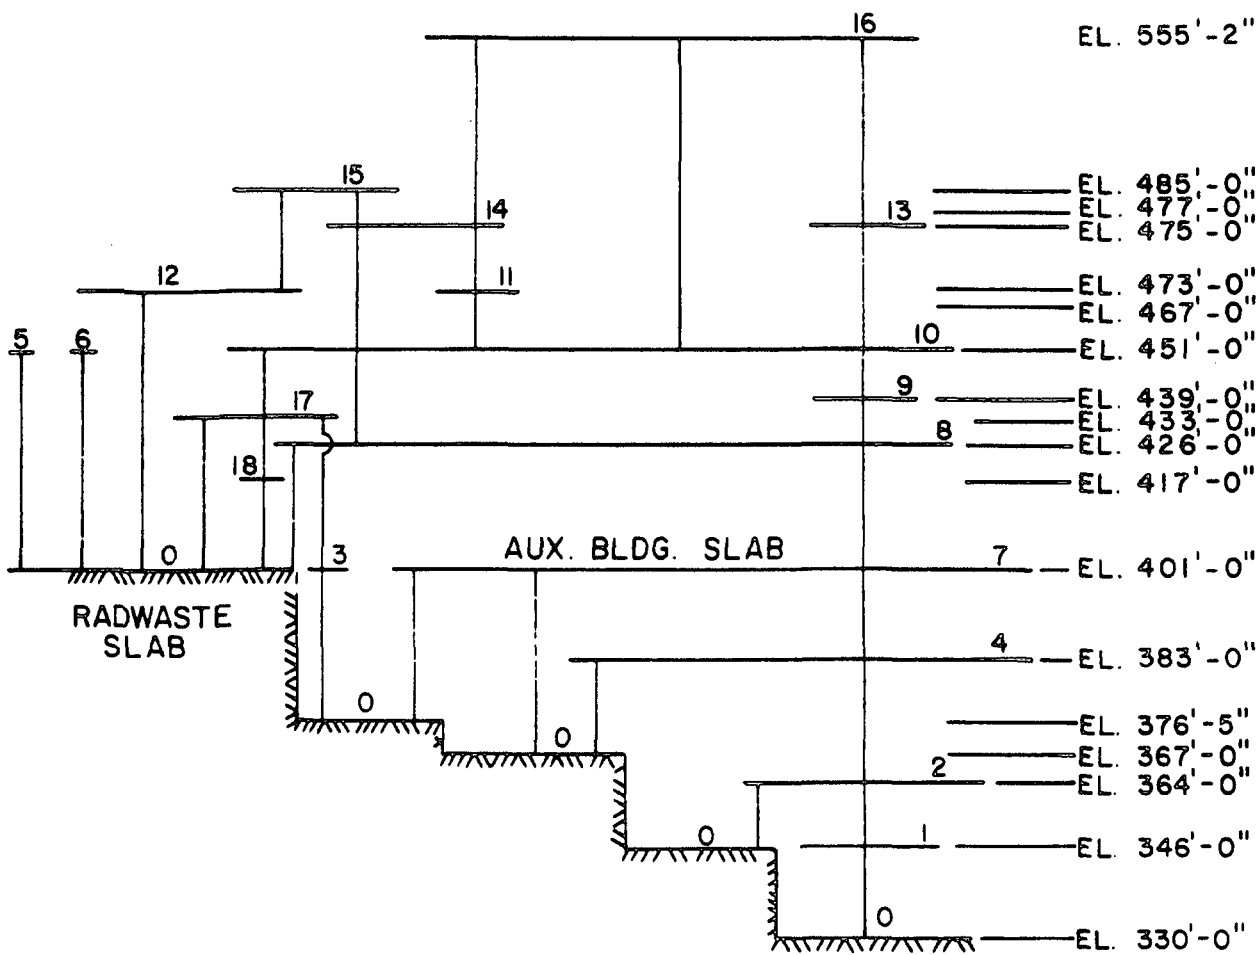 16 EL. 555'-2"
15 EL. 485'-0"
EL. 477'-0"
14 13 EL. 475'-0"
12 11 EL. 473'-0"
EL. 467'-0"
5 6 10 EL. 451'-0"
9 EL. 439'-0"
17 EL. 433'-0"
8 EL. 426'-0"
18 EL. 417'-0"
0 3 AUX. BLDG. SLAB 7 EL. 401'-0"
RADWASTE
SLAB
4 EL. 383'-0"
0 EL. 376'-5"
0 EL. 367'-0"
2 EL. 364'-0"
0 1 EL. 346'-0"
0 EL. 330'-0"